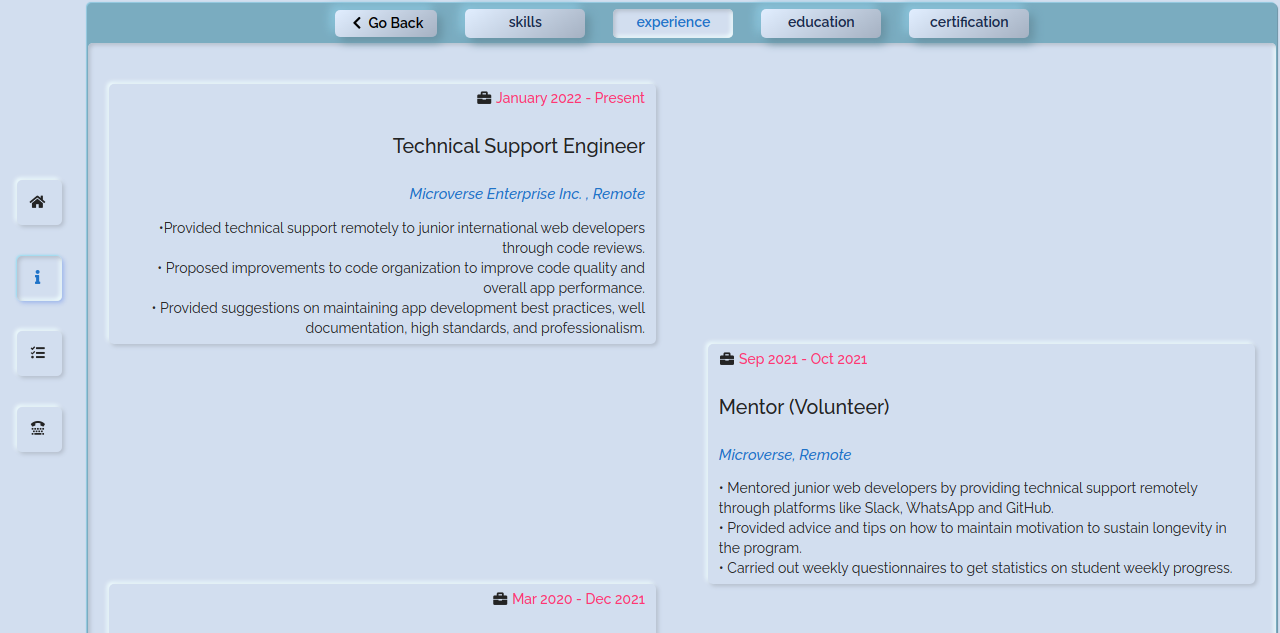 Go Back
skills
experience
education
certification
January 2022 - Present
Technical Support Engineer
Microverse Enterprise Inc. , Remote
•Provided technical support remotely to junior international web developers
through code reviews.
• Proposed improvements to code organization to improve code quality and
overall app performance.
• Provided suggestions on maintaining app development best practices, well
documentation, high standards, and professionalism.
Sep 2021 - Oct 2021
Mentor (Volunteer)
Microverse, Remote
• Mentored junior web developers by providing technical support remotely
through platforms like Slack, WhatsApp and GitHub.
• Provided advice and tips on how to maintain motivation to sustain longevity in
the program.
• Carried out weekly questionnaires to get statistics on student weekly progress.
Mar 2020 - Dec 2021